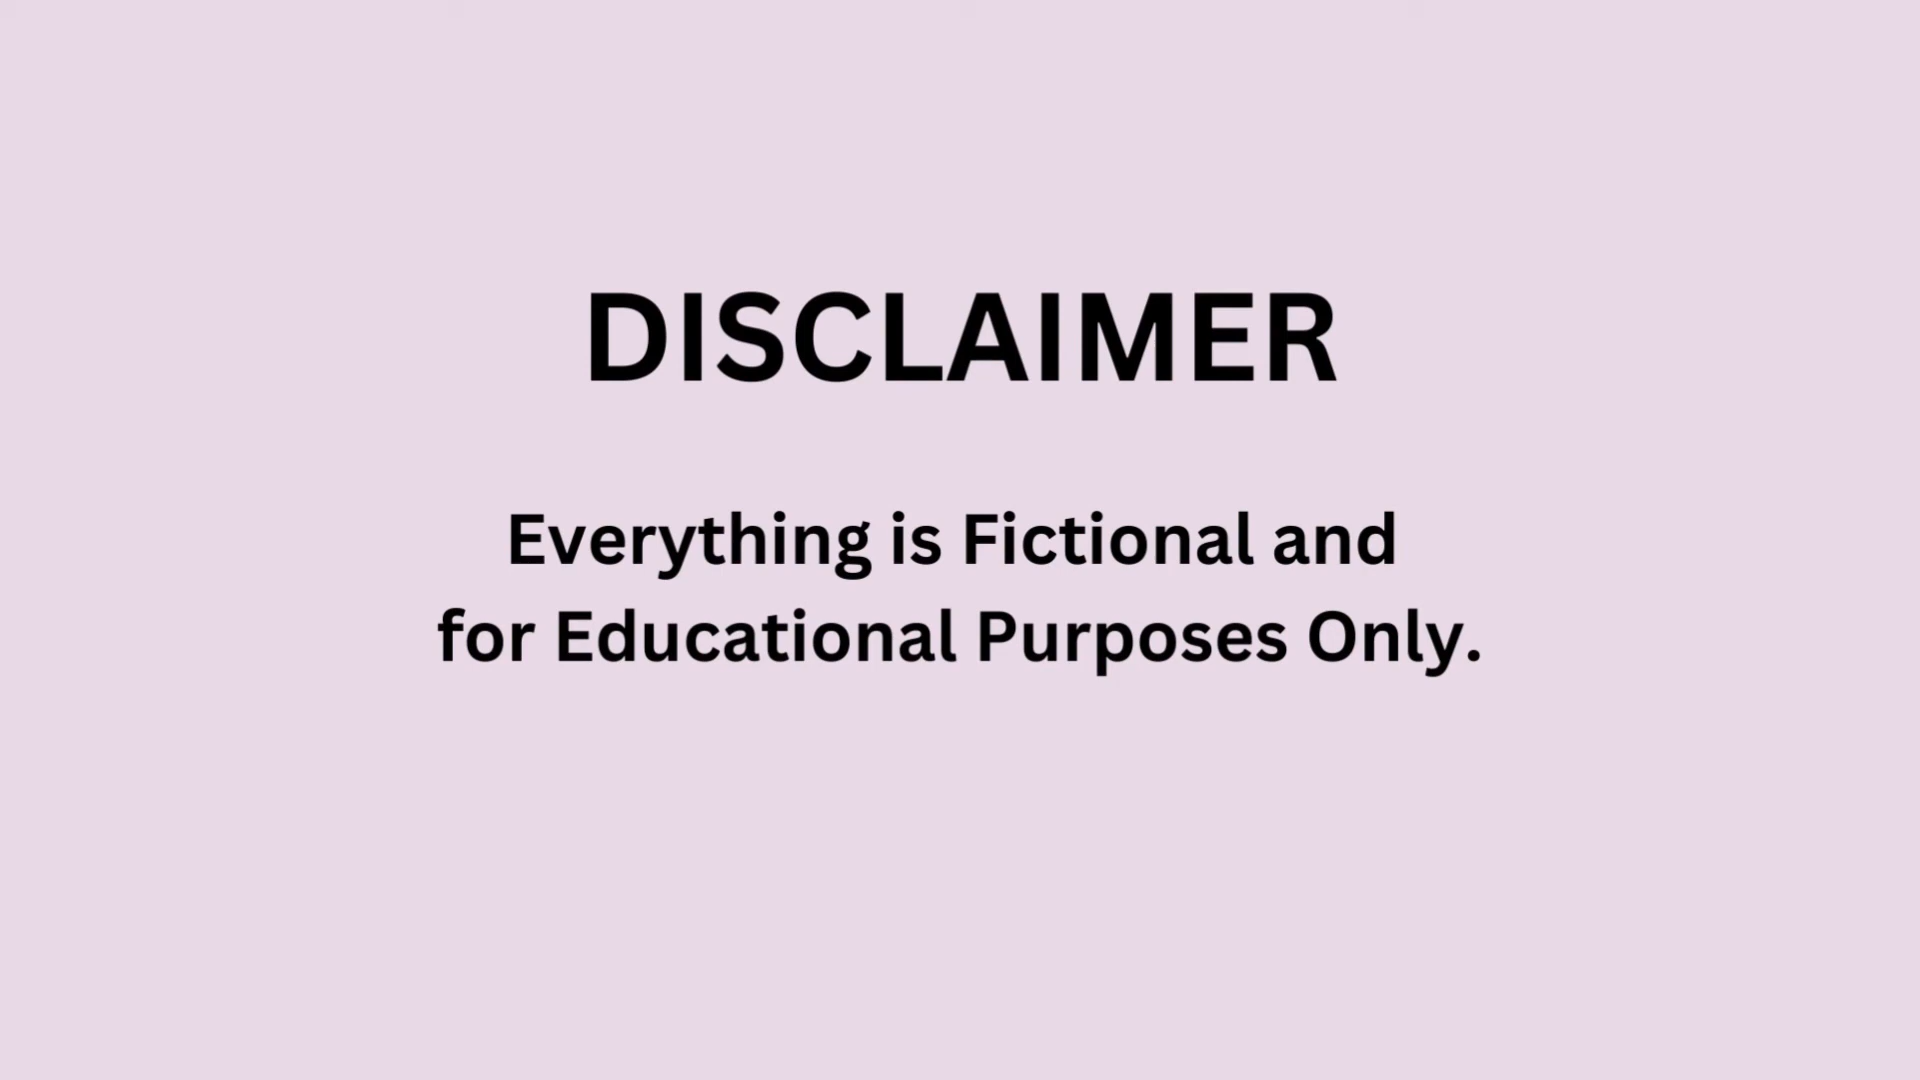 DISCLAIMER
Everything is Fictional and
for Educational Purposes Only.